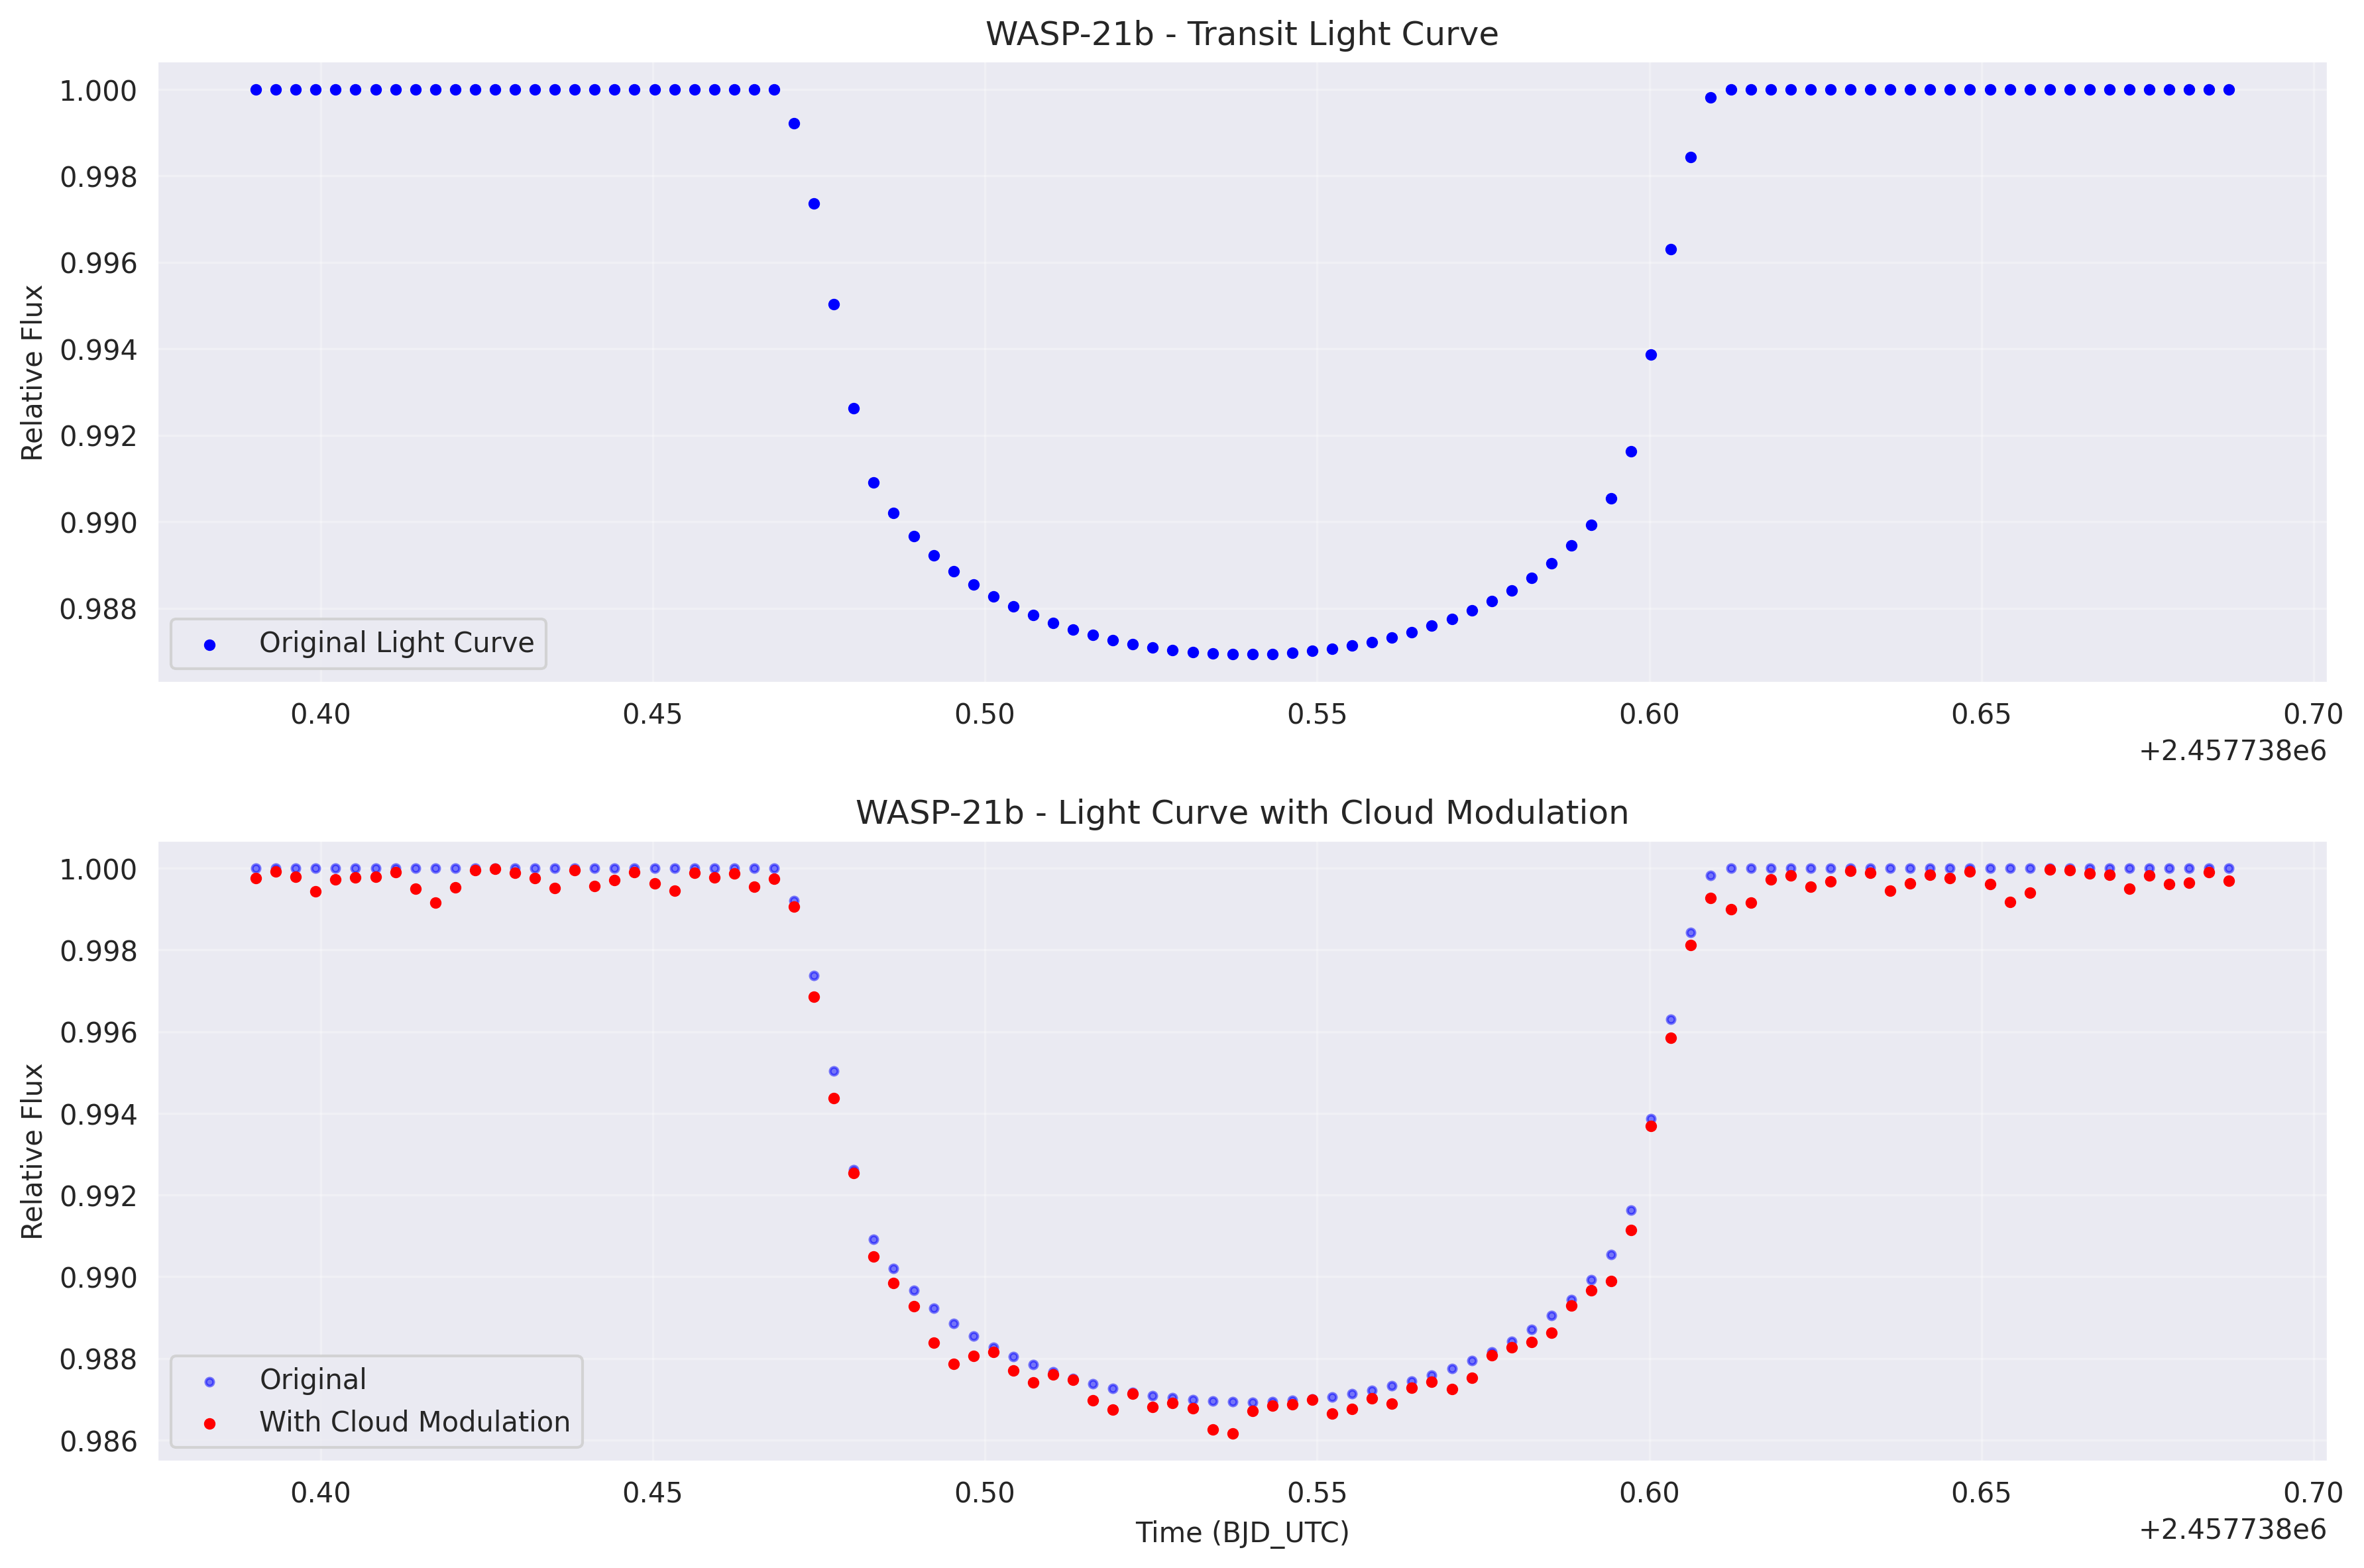 WASP-21b - Transit Light Curve
Relative Flux
1.000
0.998
0.996
0.994
0.992
0.990
0.988
Original Light Curve
0.40 0.45 0.50 0.55 0.60 0.65 0.70
+2.457738e6
WASP-21b - Light Curve with Cloud Modulation
Relative Flux
1.000
0.998
0.996
0.994
0.992
0.990
0.988
0.986
Original
With Cloud Modulation
0.40 0.45 0.50 0.55 0.60 0.65 0.70
Time (BJD_UTC)
+2.457738e6